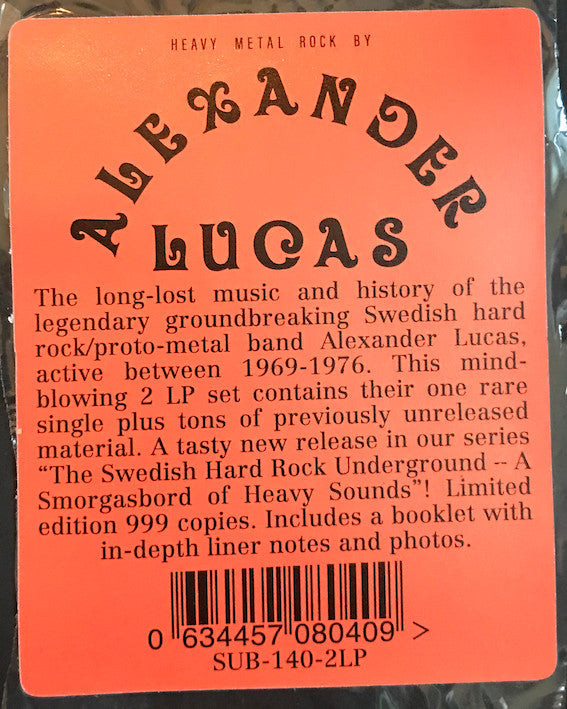 HEAVY METAL ROCK BY
ALEXANDER
LUCAS
The long-lost music and history of the
legendary groundbreaking Swedish hard
rock/proto-metal band Alexander Lucas,
active between 1969-1976. This mind-
blowing 2 LP set contains their one rare
single plus tons of previously unreleased
material. A tasty new release in our series
“The Swedish Hard Rock Underground -- A
Smorgasbord of Heavy Sounds”! Limited
edition 999 copies. Includes a booklet with
in-depth liner notes and photos.
0 634457 080409 >
SUB-140-2LP